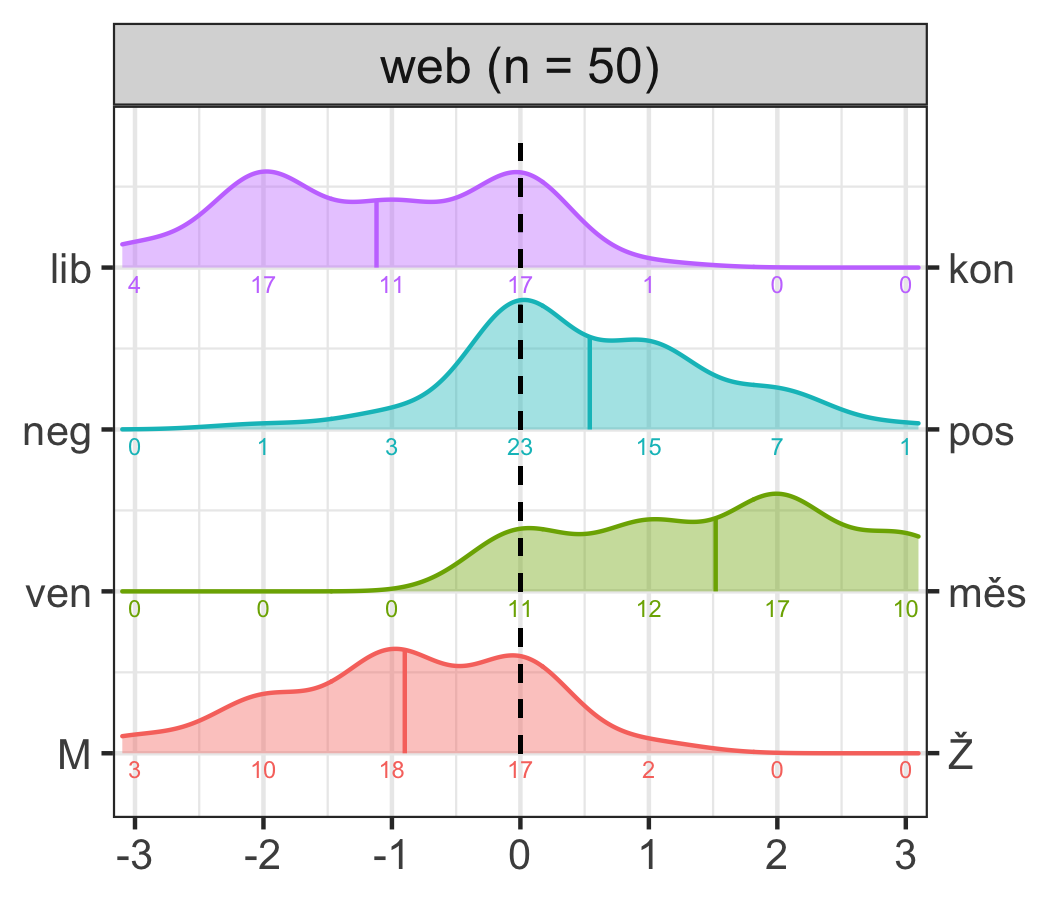 web (n = 50)
lib kon
4 17 11 17 1 0 0
neg pos
0 1 3 23 15 7 1
ven měs
0 0 0 11 12 17 10
M Ž
3 10 18 17 2 0 0
-3 -2 -1 0 1 2 3